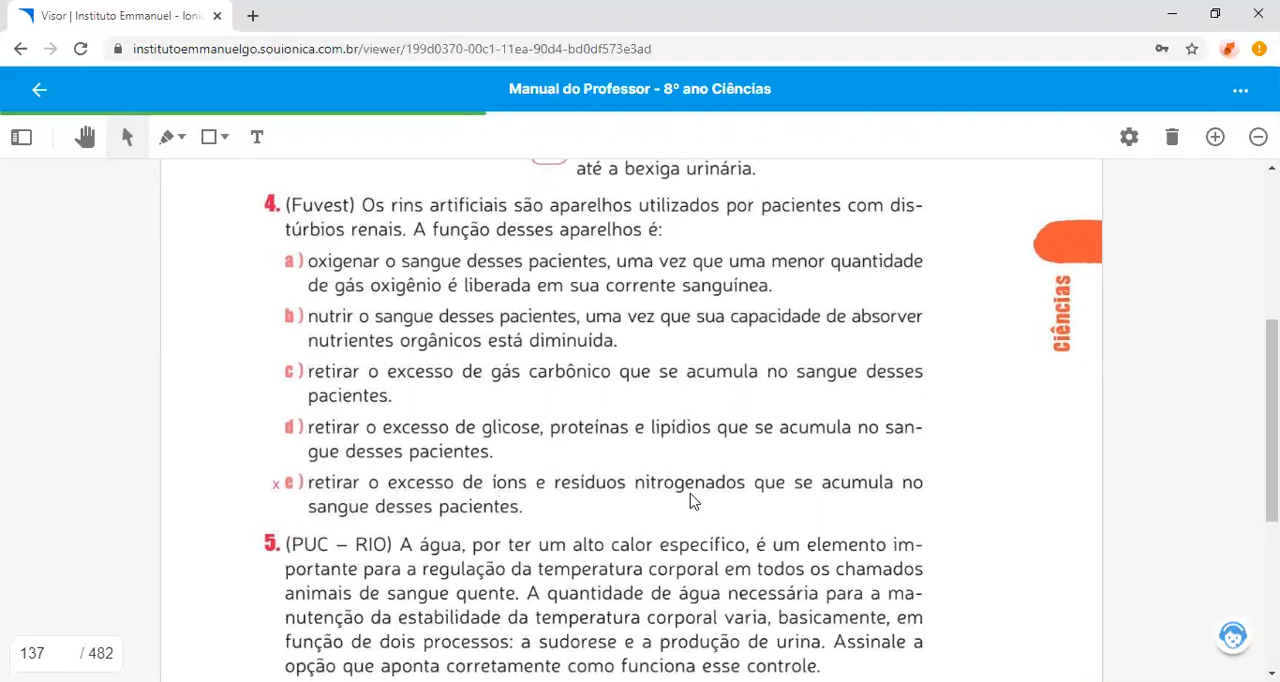 Visor | Instituto Emmanuel - Ioni
institutoemmanuelgo.souionica.com.br/viewer/199d0370-00c1-11ea-90d4-bd0df573e3ad
Manual do Professor - 8º ano Ciências
T
até a bexiga urinária.
4. (Fuvest) Os rins artificiais são aparelhos utilizados por pacientes com dis-
túrbios renais. A função desses aparelhos é:
a) oxigenar o sangue desses pacientes, uma vez que uma menor quantidade
de gás oxigênio é liberada em sua corrente sanguínea.
b) nutrir o sangue desses pacientes, uma vez que sua capacidade de absorver
nutrientes orgânicos está diminuída.
c) retirar o excesso de gás carbônico que se acumula no sangue desses
pacientes.
d) retirar o excesso de glicose, proteínas e lipídios que se acumula no san-
gue desses pacientes.
x e) retirar o excesso de íons e resíduos nitrogenados que se acumula no
sangue desses pacientes.
5. (PUC – RIO) A água, por ter um alto calor específico, é um elemento im-
portante para a regulação da temperatura corporal em todos os chamados
animais de sangue quente. A quantidade de água necessária para a ma-
nutenção da estabilidade da temperatura corporal varia, basicamente, em
função de dois processos: a sudorese e a produção de urina. Assinale a
opção que aponta corretamente como funciona esse controle.
Ciências
137 / 482